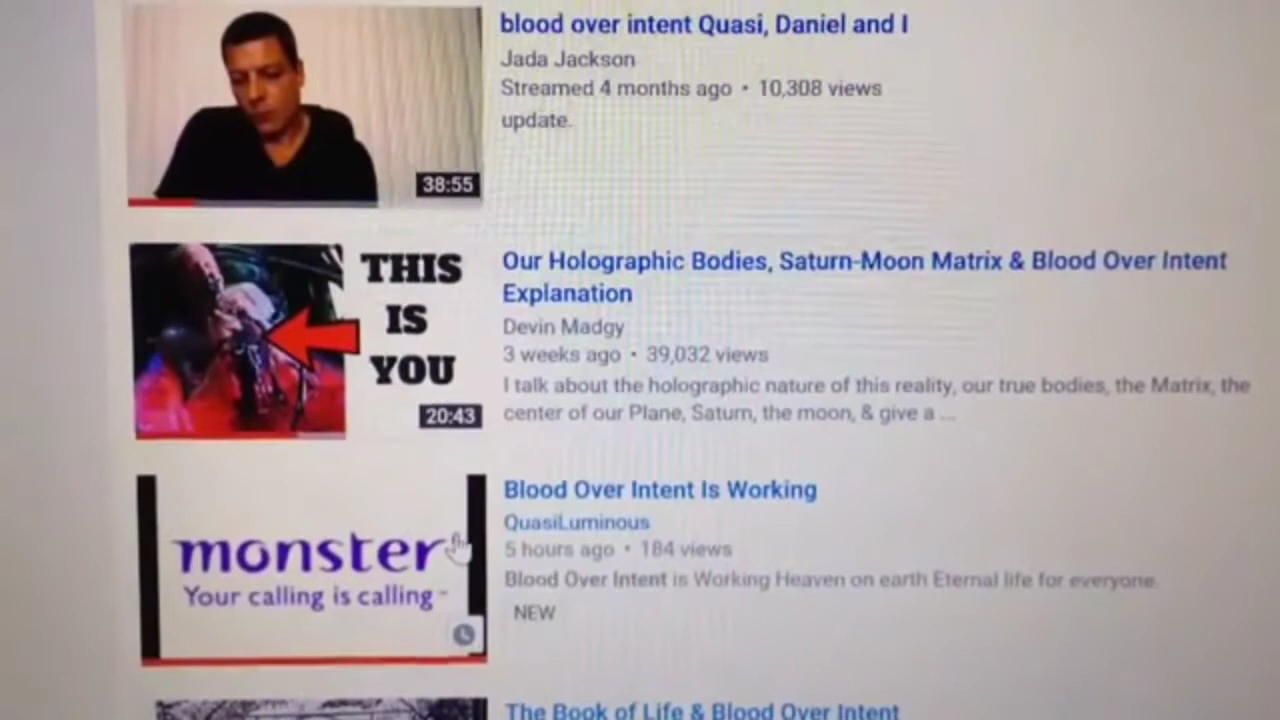 blood over intent Quasi, Daniel and I
Jada Jackson
Streamed 4 months ago • 10,308 views
update.
38:55
THIS
IS
YOU
20:43
Our Holographic Bodies, Saturn-Moon Matrix & Blood Over Intent
Explanation
Devin Madgy
3 weeks ago • 39,032 views
I talk about the holographic nature of this reality, our true bodies, the Matrix, the
center of our Plane, Saturn, the moon, & give a ...
monster
Your calling is calling
Blood Over Intent Is Working
QuasiLuminous
5 hours ago • 184 views
Blood Over Intent is Working Heaven on earth Eternal life for everyone.
NEW
The Book of Life & Blood Over Intent